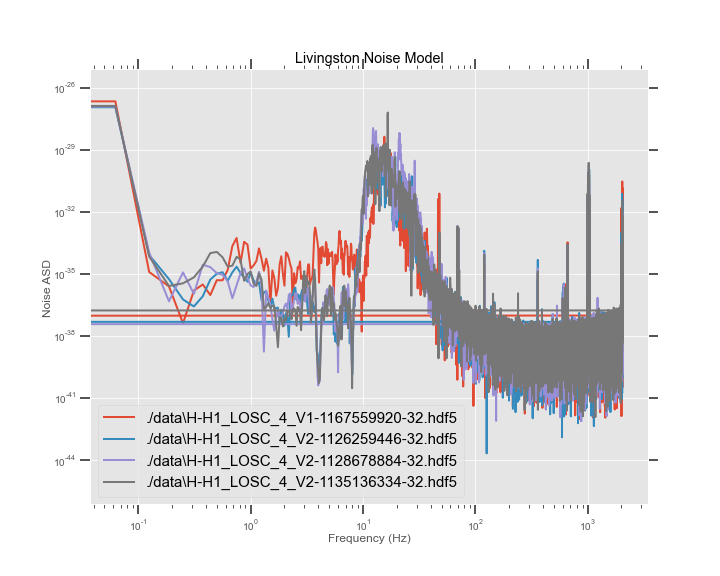 Livingston Noise Model
10^-26
10^-29
10^-32
10^-35
10^-38
10^-41
10^-44
Noise ASD
./data\H-H1_LOSC_4_V1-1167559920-32.hdf5
./data\H-H1_LOSC_4_V2-1126259446-32.hdf5
./data\H-H1_LOSC_4_V2-1128678884-32.hdf5
./data\H-H1_LOSC_4_V2-1135136334-32.hdf5
10^-1 10^0 10^1 10^2 10^3
Frequency (Hz)